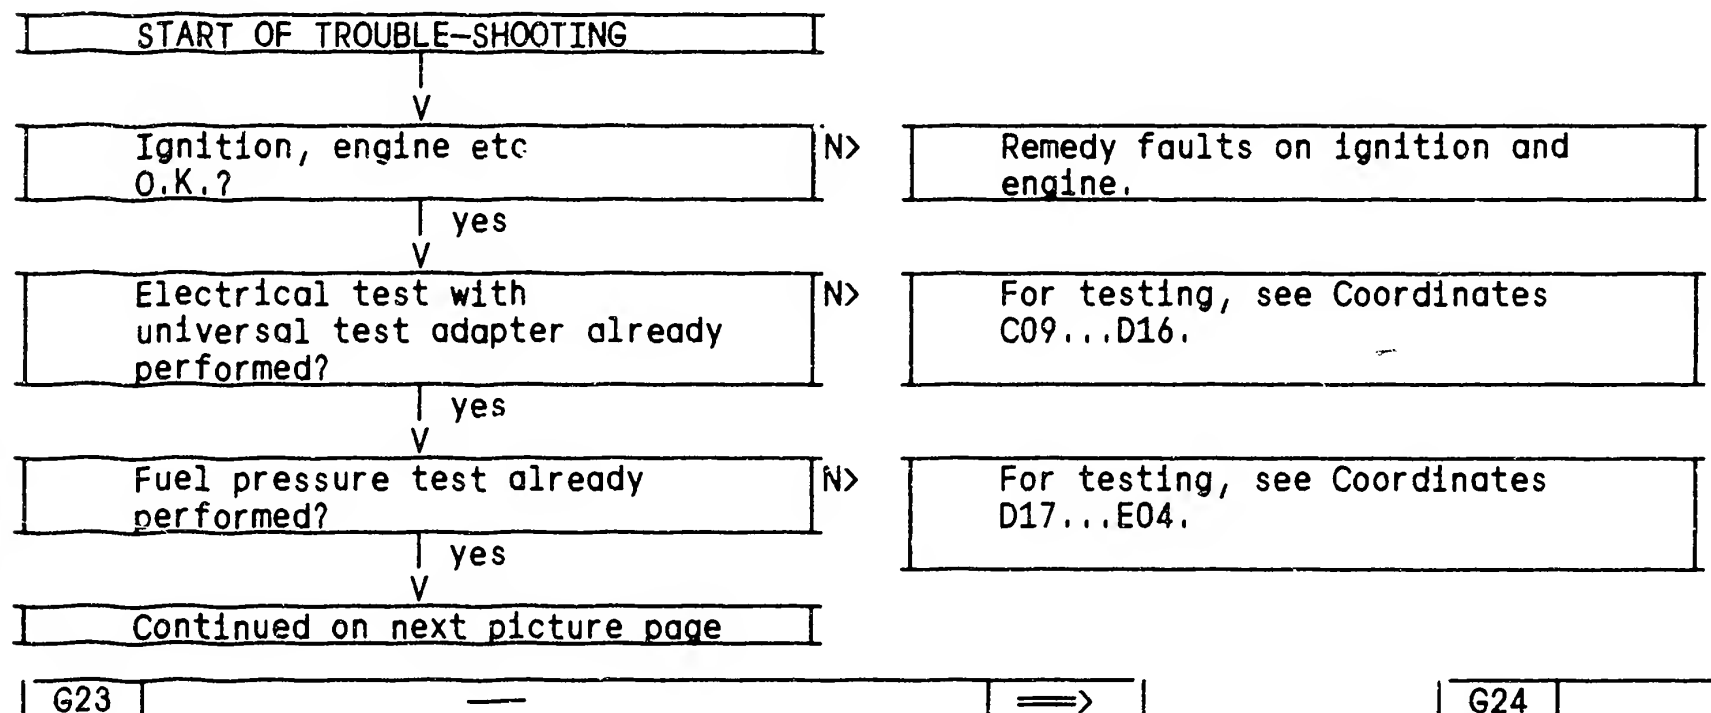 START OF TROUBLE-SHOOTING
V
Ignition, engine etc
O.K.?
N>
Remedy faults on ignition and
engine.
yes
V
Electrical test with
universal test adapter already
performed?
N>
For testing, see Coordinates
C09...D16.
yes
V
Fuel pressure test already
performed?
N>
For testing, see Coordinates
D17...E04.
yes
V
Continued on next picture page
G23 — ==> G24